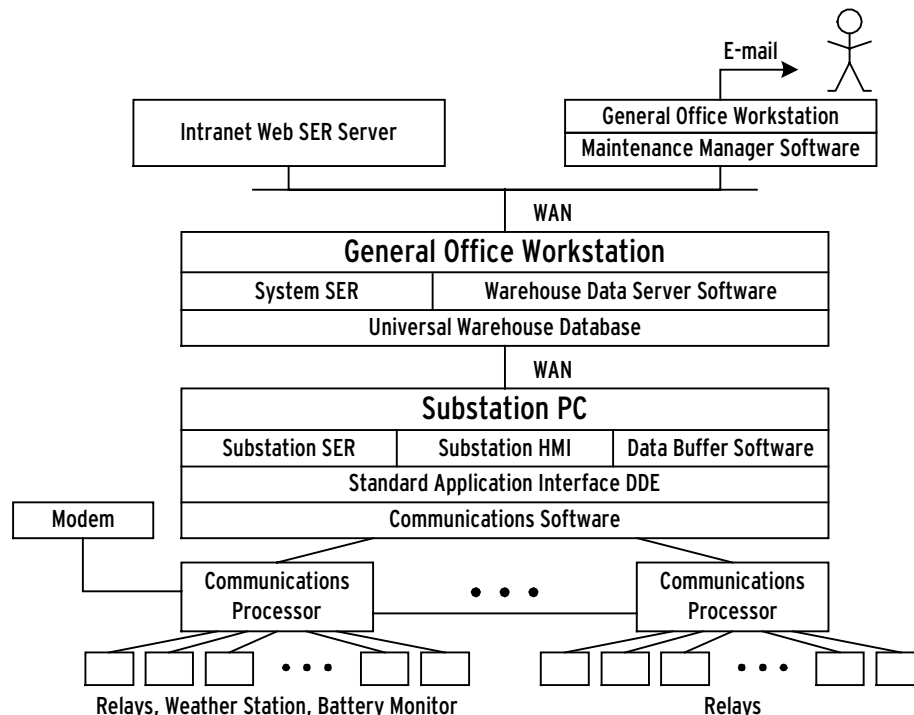 E-mail
Intranet Web SER Server
General Office Workstation
Maintenance Manager Software
WAN
General Office Workstation
System SER
Warehouse Data Server Software
Universal Warehouse Database
WAN
Substation PC
Substation SER
Substation HMI
Data Buffer Software
Standard Application Interface DDE
Modem
Communications Software
Communications
Processor
Communications
Processor
Relays, Weather Station, Battery Monitor
Relays